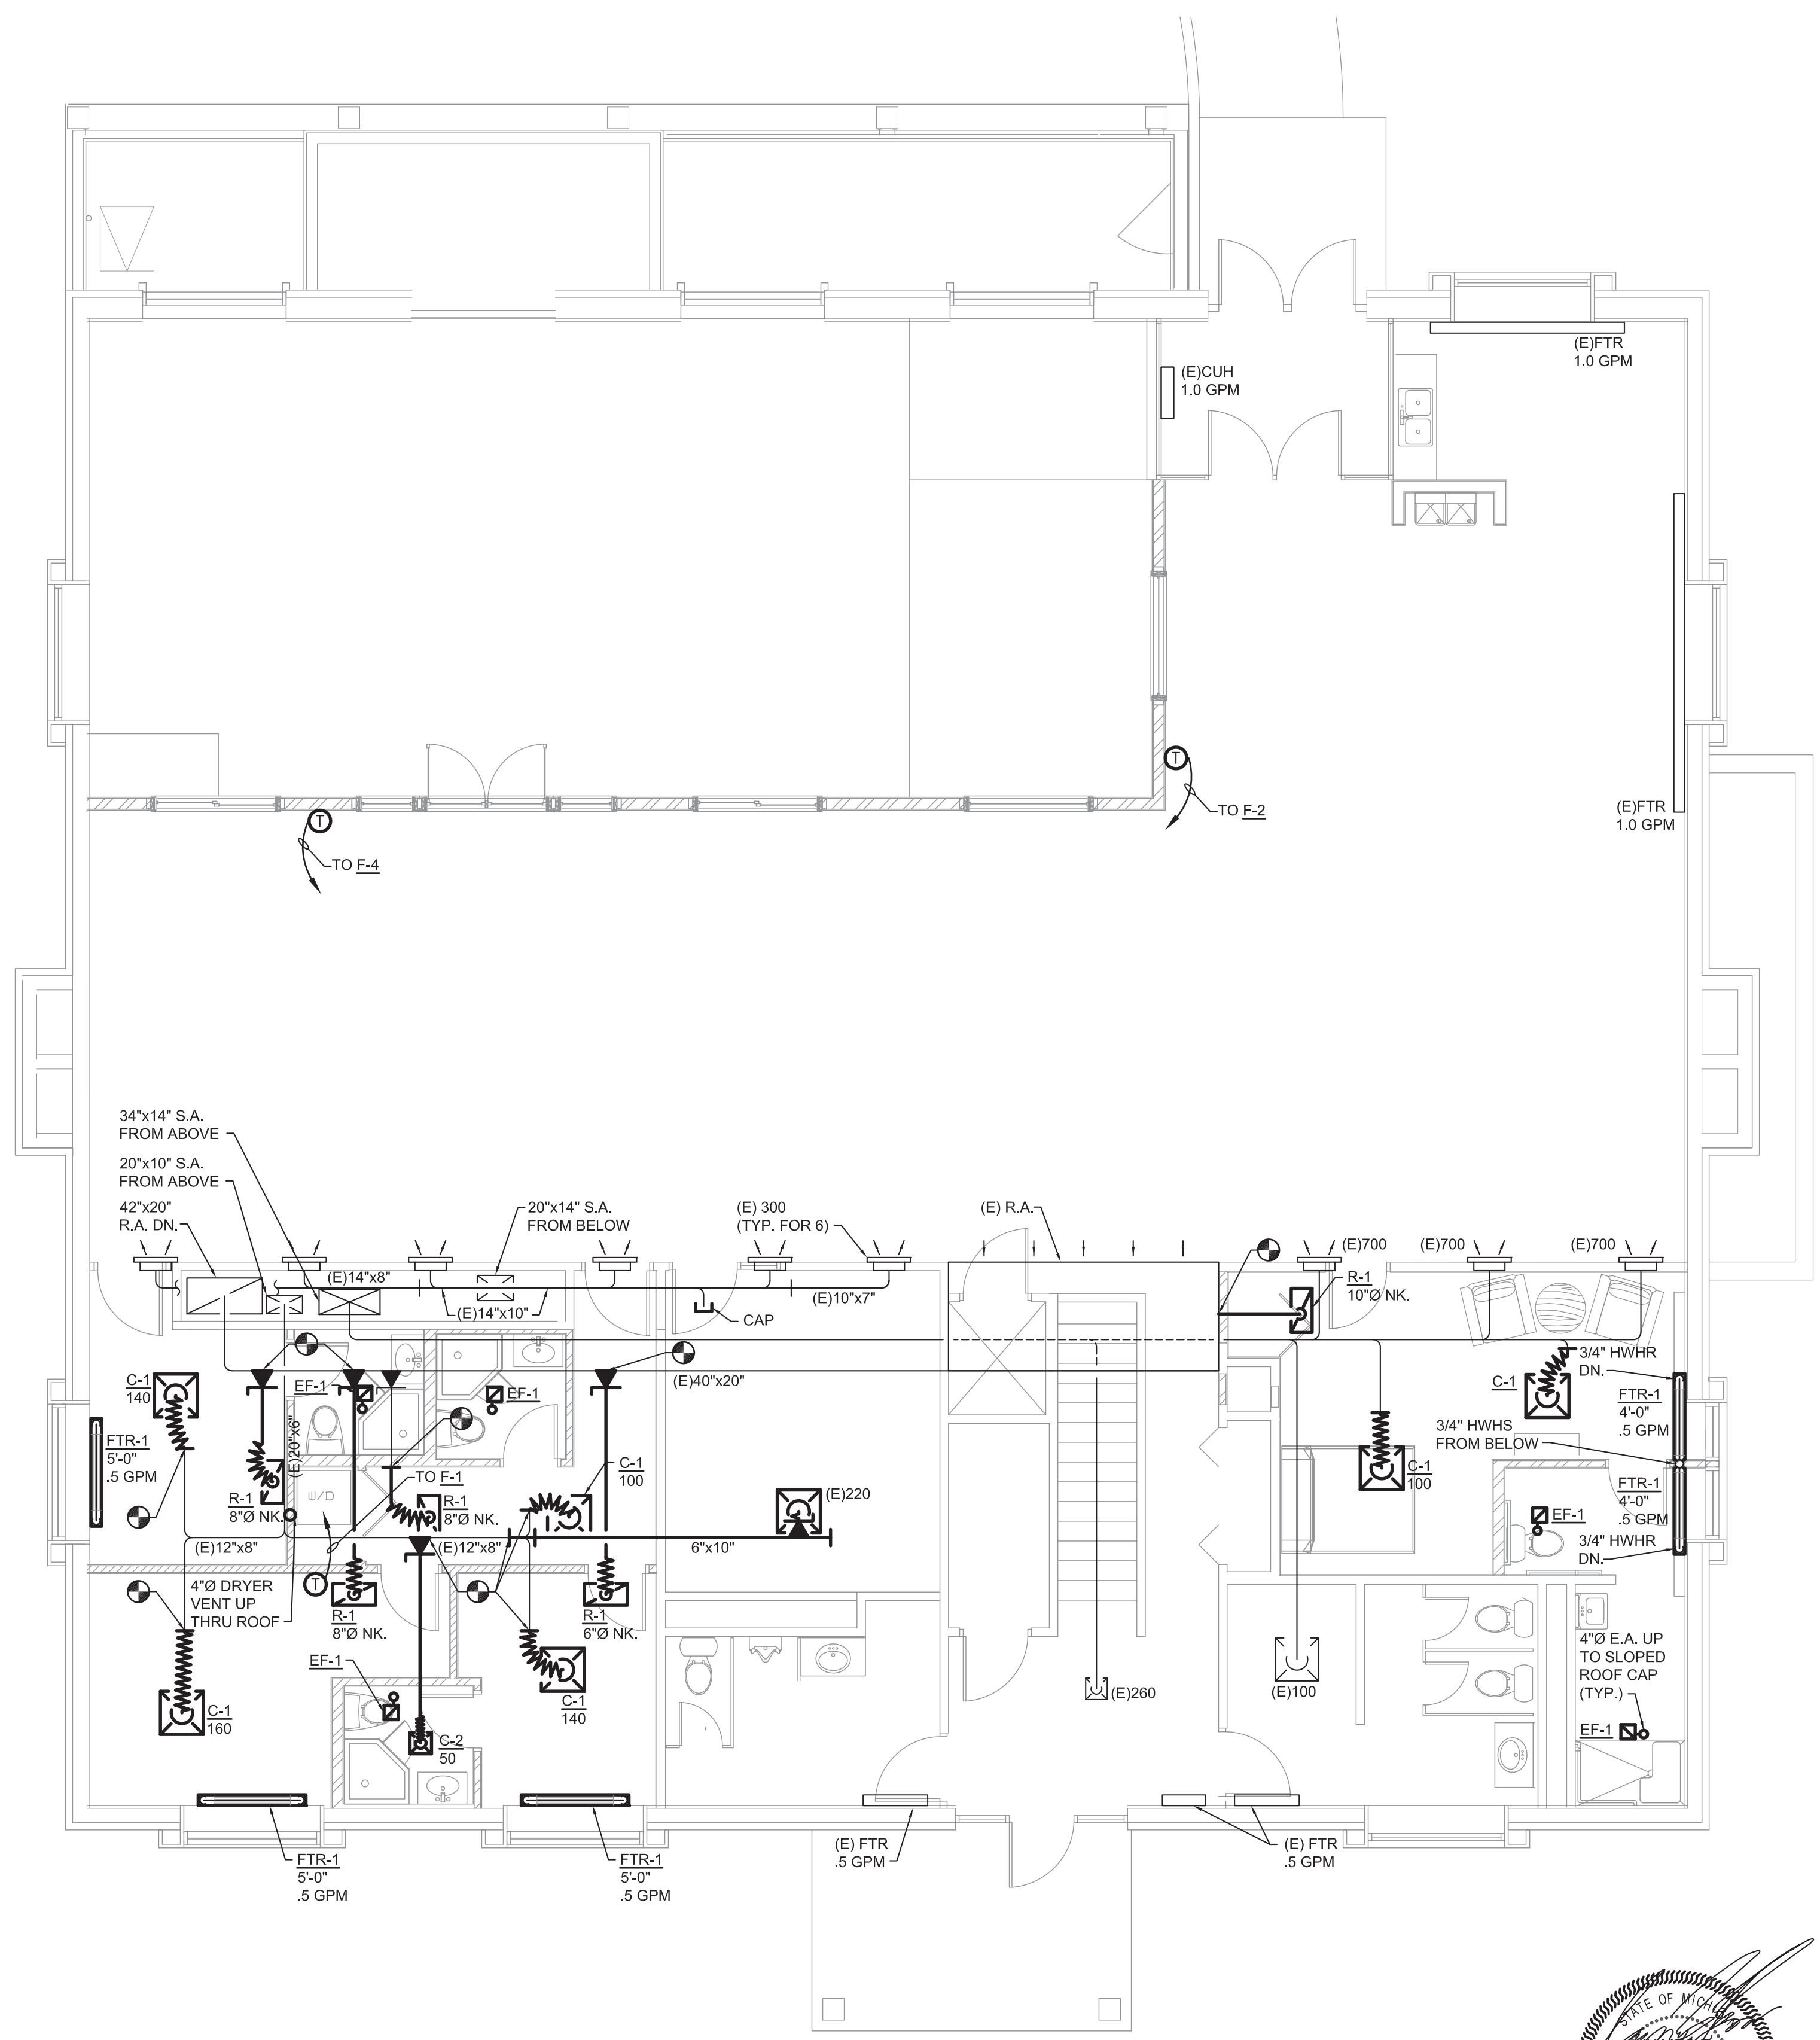 (E)FTR
1.0 GPM
(E)CUH
1.0 GPM
T
TO F-2
(E)FTR
1.0 GPM
T
TO F-4
34"x14" S.A.
FROM ABOVE
20"x10" S.A.
FROM ABOVE
42"x20"
R.A. DN.
20"x14" S.A.
FROM BELOW
(E) 300
(TYP. FOR 6)
(E) R.A.
(E)700
(E)700
(E)700
(E)14"x8"
(E)14"x10"
(E)10"x7"
CAP
R-1
10"Ø NK.
3/4" HWHR
DN.
(E)40"x20"
C-1
140
EF-1
EF-1
C-1
FTR-1
4'-0"
.5 GPM
3/4" HWHS
FROM BELOW
FTR-1
5'-0"
.5 GPM
(E)20"x6"
TO F-1
C-1
100
C-1
100
W/D
R-1
8"Ø NK.
R-1
8"Ø NK.
(E)220
FTR-1
4'-0"
.5 GPM
EF-1
(E)12"x8"
(E)12"x8"
6"x10"
3/4" HWHR
DN.
T
4"Ø DRYER
VENT UP
THRU ROOF
R-1
8"Ø NK.
R-1
6"Ø NK.
4"Ø E.A. UP
TO SLOPED
ROOF CAP
(TYP.)
EF-1
EF-1
C-1
160
C-1
140
C-2
50
(E)260
(E)100
FTR-1
5'-0"
.5 GPM
FTR-1
5'-0"
.5 GPM
(E) FTR
.5 GPM
(E) FTR
.5 GPM
STATE OF